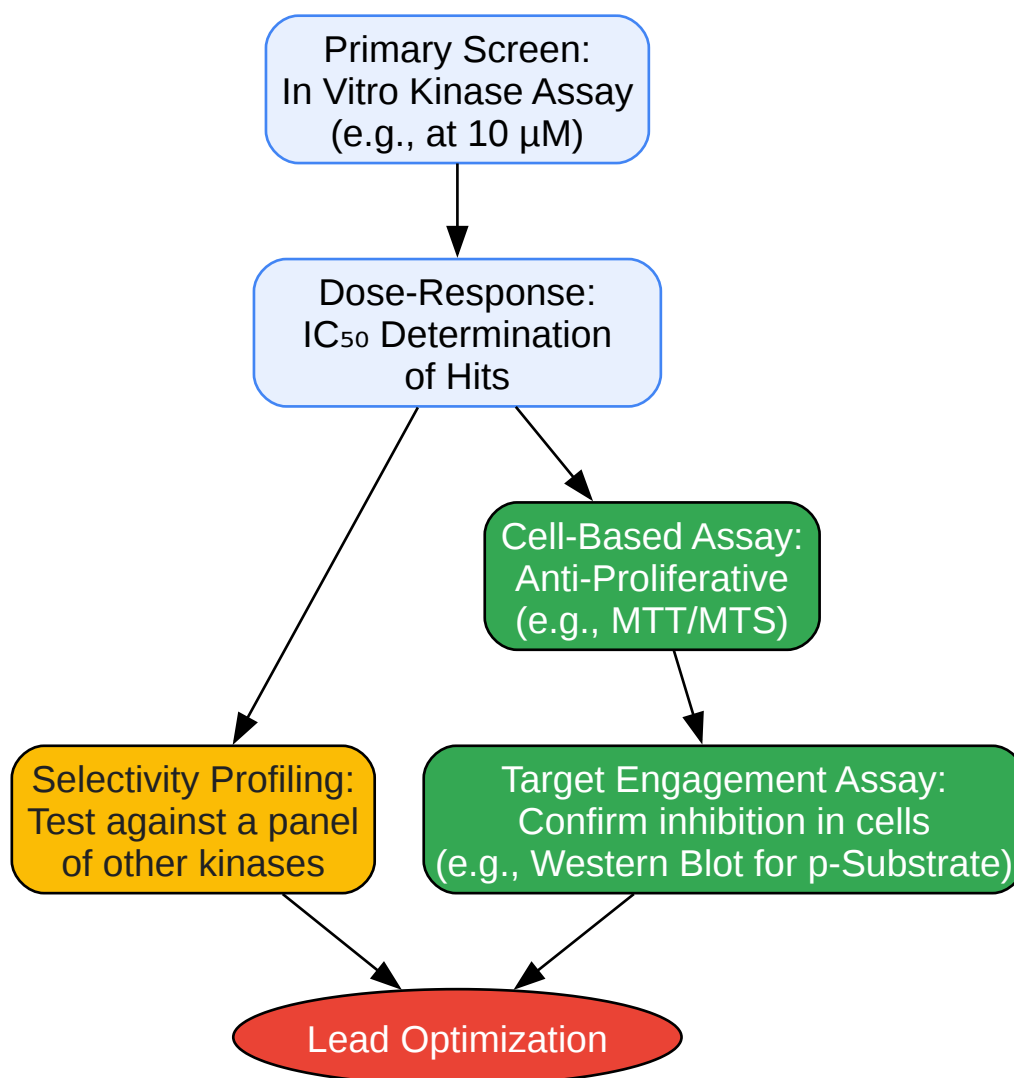 Primary Screen:
In Vitro Kinase Assay
(e.g., at 10 µM)
Dose-Response:
IC₅₀ Determination
of Hits
Cell-Based Assay:
Anti-Proliferative
(e.g., MTT/MTS)
Selectivity Profiling:
Test against a panel
of other kinases
Target Engagement Assay:
Confirm inhibition in cells
(e.g., Western Blot for p-Substrate)
Lead Optimization